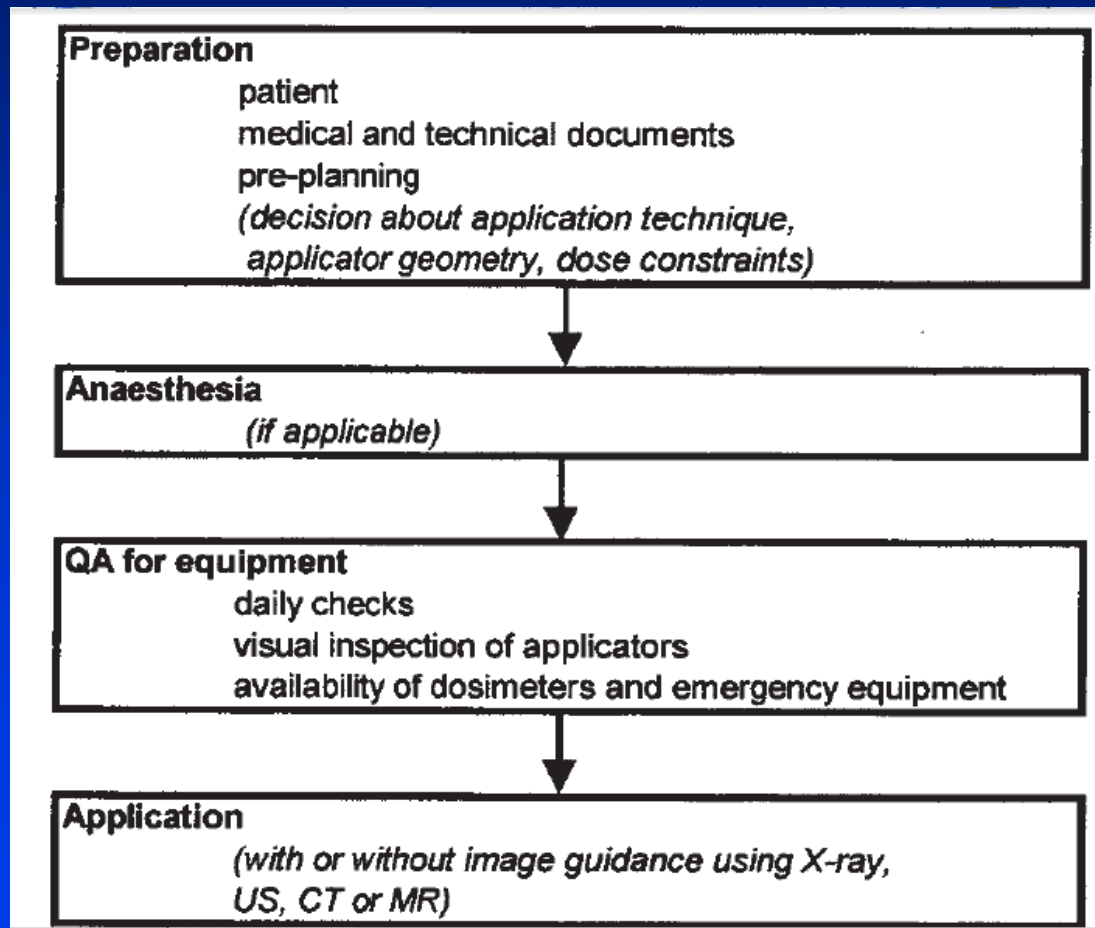 Preparation
patient
medical and technical documents
pre-planning
(decision about application technique,
applicator geometry, dose constraints)
Anaesthesia
(if applicable)
QA for equipment
daily checks
visual inspection of applicators
availability of dosimeters and emergency equipment
Application
(with or without image guidance using X-ray,
US, CT or MR)